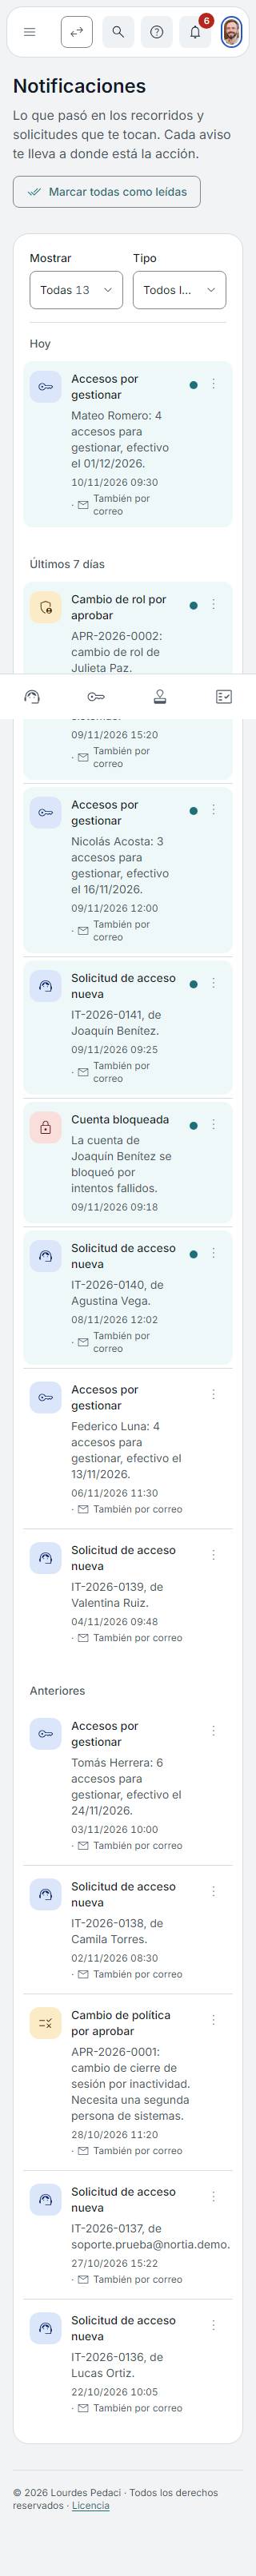 6
Notificaciones
Lo que pasó en los recorridos y
solicitudes que te tocan. Cada aviso
te lleva a donde está la acción.
Marcar todas como leídas
Mostrar
Tipo
Todas 13
Todos l...
Hoy
Accesos por
gestionar
Mateo Romero: 4
accesos para
gestionar, efectivo
el 01/12/2026.
10/11/2026 09:30
· También por
correo
Últimos 7 días
Cambio de rol por
aprobar
APR-2026-0002:
cambio de rol de
Julieta Paz.
09/11/2026 15:20
· También por
correo
Accesos por
gestionar
Nicolás Acosta: 3
accesos para
gestionar, efectivo
el 16/11/2026.
09/11/2026 12:00
· También por
correo
Solicitud de acceso
nueva
IT-2026-0141, de
Joaquín Benítez.
09/11/2026 09:25
· También por
correo
Cuenta bloqueada
La cuenta de
Joaquín Benítez se
bloqueó por
intentos fallidos.
09/11/2026 09:18
Solicitud de acceso
nueva
IT-2026-0140, de
Agustina Vega.
08/11/2026 12:02
· También por
correo
Accesos por
gestionar
Federico Luna: 4
accesos para
gestionar, efectivo el
13/11/2026.
06/11/2026 11:30
· También por correo
Solicitud de acceso
nueva
IT-2026-0139, de
Valentina Ruiz.
04/11/2026 09:48
· También por correo
Anteriores
Accesos por
gestionar
Tomás Herrera: 6
accesos para
gestionar, efectivo el
24/11/2026.
03/11/2026 10:00
· También por correo
Solicitud de acceso
nueva
IT-2026-0138, de
Camila Torres.
02/11/2026 08:30
· También por correo
Cambio de política
por aprobar
APR-2026-0001:
cambio de cierre de
sesión por inactividad.
Necesita una segunda
persona de sistemas.
28/10/2026 11:20
· También por correo
Solicitud de acceso
nueva
IT-2026-0137, de
soporte.prueba@nortia.demo.
27/10/2026 15:22
· También por correo
Solicitud de acceso
nueva
IT-2026-0136, de
Lucas Ortiz.
22/10/2026 10:05
· También por correo
© 2026 Lourdes Pedaci · Todos los derechos
reservados · Licencia